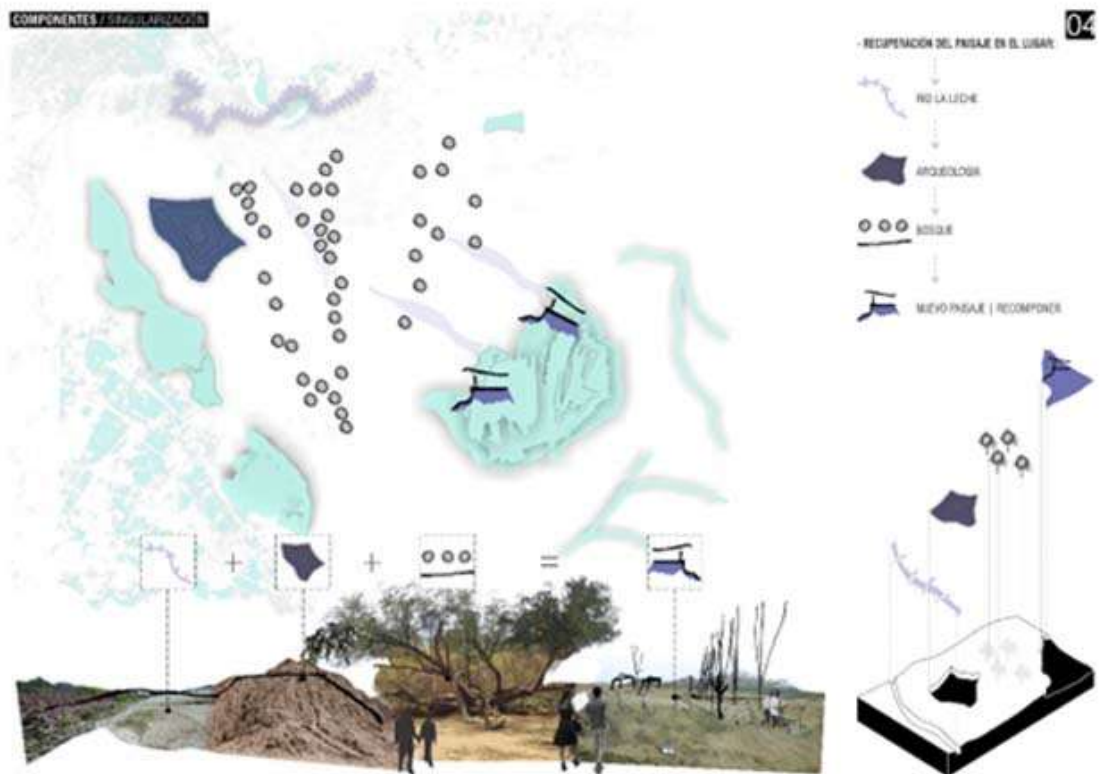 COMPONENTES / SINGULARIZACIÓN
04
- RECUPERACIÓN DEL PAISAJE EN EL LUGAR:
RIO LA LECHE
ARQUEOLOGIA
BOSQUE
NUEVO PAISAJE | RECOMPONER
+ + =